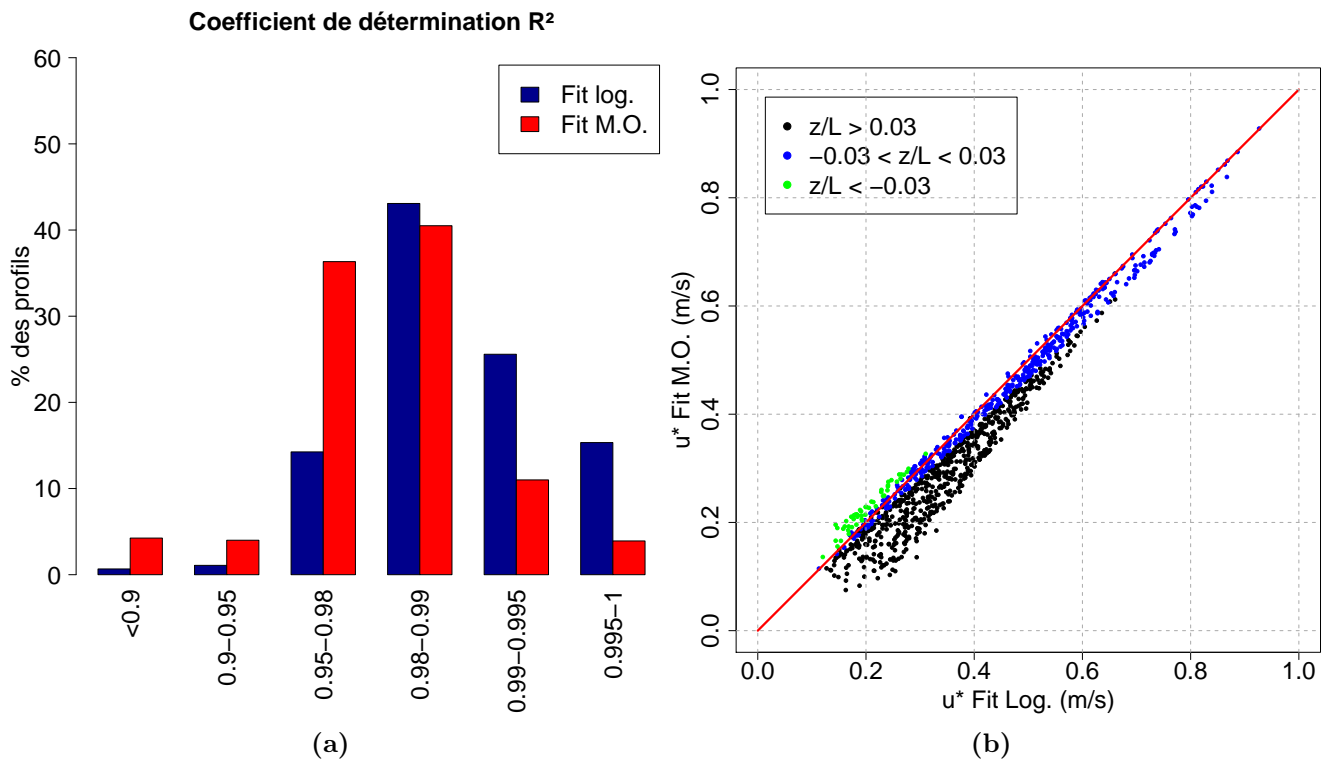 Coefficient de détermination R²
60
50
40
30
20
10
0
% des profils
Fit log.
Fit M.O.
<0.9
0.9−0.95
0.95−0.98
0.98−0.99
0.99−0.995
0.995−1
(a)
1.0
0.8
0.6
0.4
0.2
0.0
u* Fit M.O. (m/s)
z/L > 0.03
−0.03 < z/L < 0.03
z/L < −0.03
0.0 0.2 0.4 0.6 0.8 1.0
u* Fit Log. (m/s)
(b)